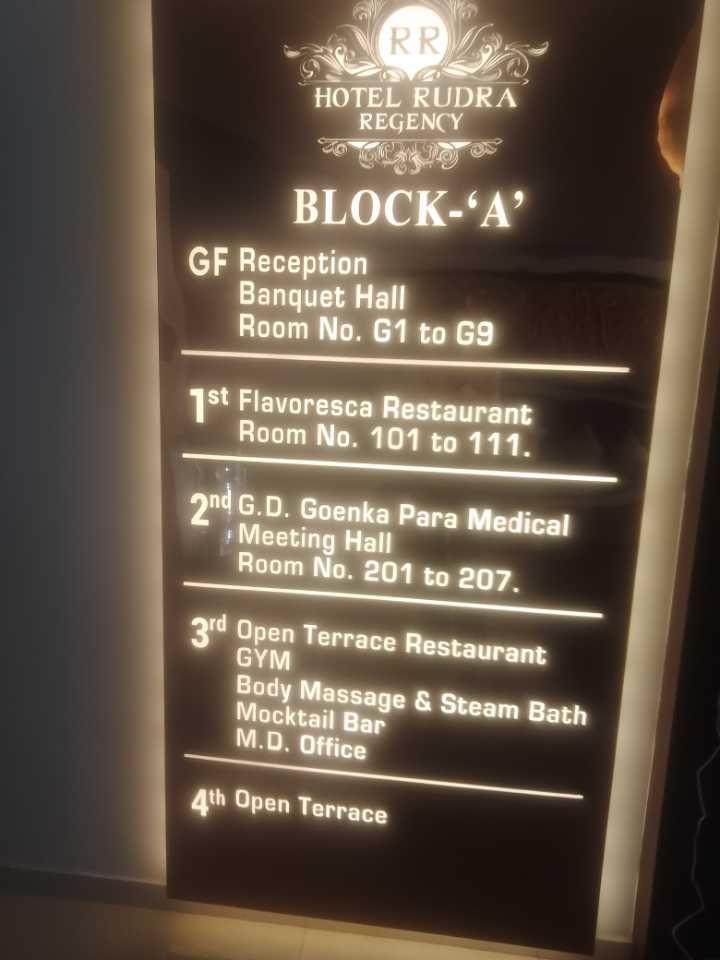 RR
HOTEL RUDRA
REGENCY
BLOCK-‘A’
GF Reception
Banquet Hall
Room No. G1 to G9
1st Flavoresca Restaurant
Room No. 101 to 111.
2nd G.D. Goenka Para Medical
Meeting Hall
Room No. 201 to 207.
3rd Open Terrace Restaurant
GYM
Body Massage & Steam Bath
Mocktail Bar
M.D. Office
4th Open Terrace